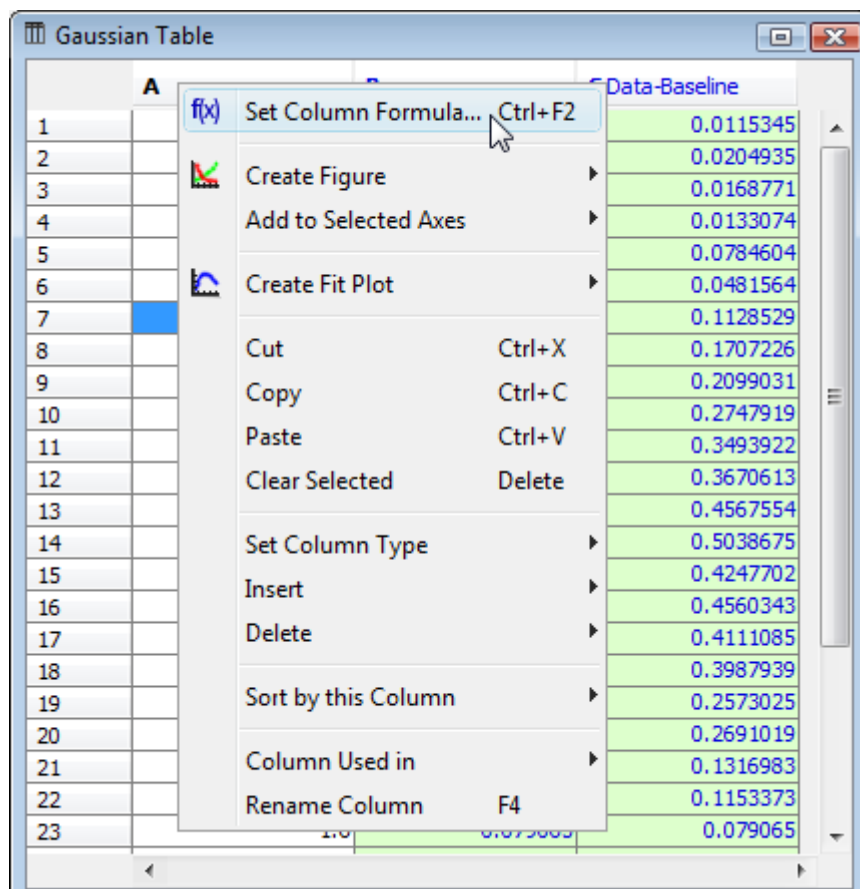 Gaussian Table
A Data-Baseline
f(x) Set Column Formula... Ctrl+F2
1 0.0115345
2 0.0204935
Create Figure
3 0.0168771
Add to Selected Axes
4 0.0133074
5 0.0784604
Create Fit Plot
6 0.0481564
7 0.1128529
Cut Ctrl+X
8 0.1707226
Copy Ctrl+C
9 0.2099031
10 0.2747919
Paste Ctrl+V
11 0.3493922
Clear Selected Delete
12 0.3670613
13 0.4567554
Set Column Type
14 0.5038675
Insert
15 0.4247702
16 0.4560343
Delete
17 0.4111085
18 0.3987939
Sort by this Column
19 0.2573025
20 0.2691019
Column Used in
21 0.1316983
22 0.1153373
Rename Column F4
23 0.079065